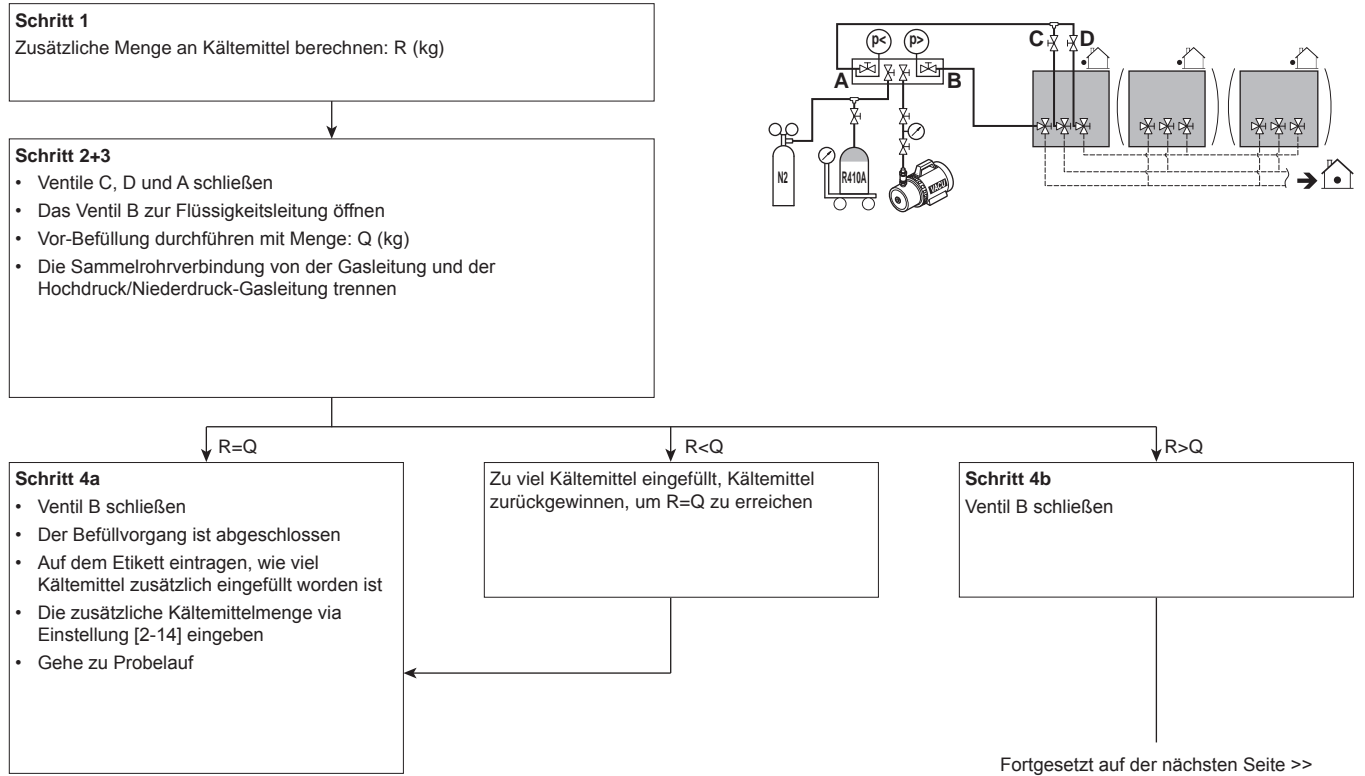 Schritt 1
Zusätzliche Menge an Kältemittel berechnen: R (kg)
p<
p>
C
D
A
B
N2
R410A
VACU
Schritt 2+3
• Ventile C, D und A schließen
• Das Ventil B zur Flüssigkeitsleitung öffnen
• Vor-Befüllung durchführen mit Menge: Q (kg)
• Die Sammelrohrverbindung von der Gasleitung und der
Hochdruck/Niederdruck-Gasleitung trennen
R=Q
R<Q
R>Q
Schritt 4a
• Ventil B schließen
• Der Befüllvorgang ist abgeschlossen
• Auf dem Etikett eintragen, wie viel
Kältemittel zusätzlich eingefüllt worden ist
• Die zusätzliche Kältemittelmenge via
Einstellung [2-14] eingeben
• Gehe zu Probelauf
Zu viel Kältemittel eingefüllt, Kältemittel
zurückgewinnen, um R=Q zu erreichen
Schritt 4b
Ventil B schließen
Fortgesetzt auf der nächsten Seite >>